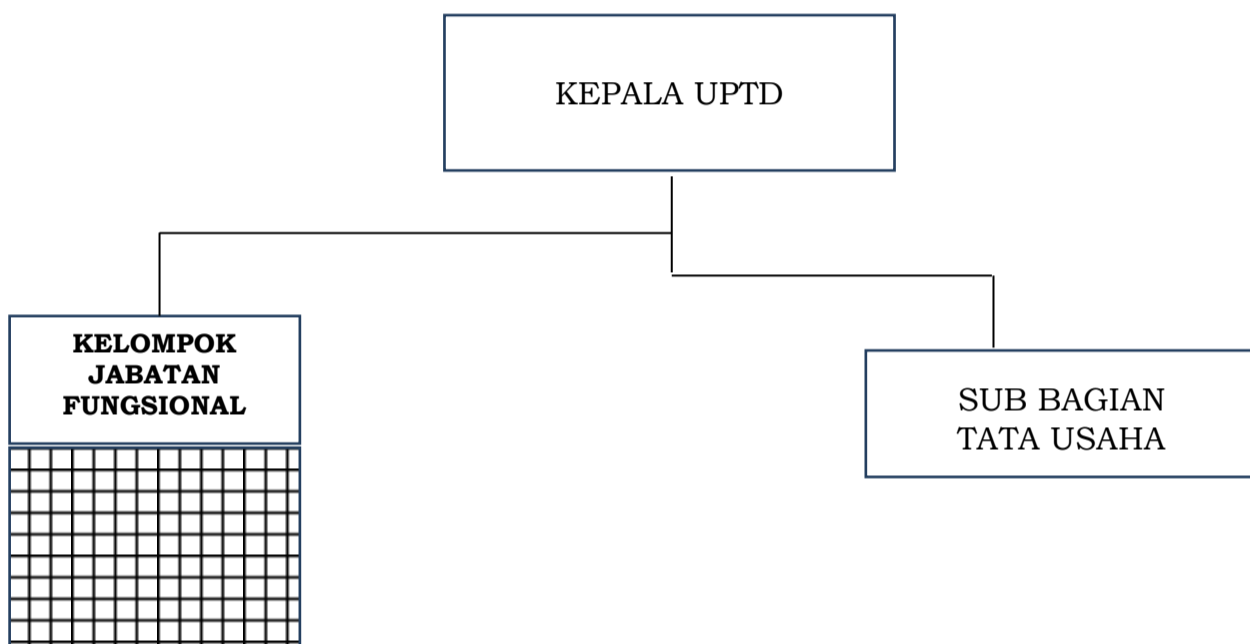 KEPALA UPTD
KELOMPOK
JABATAN
FUNGSIONAL
SUB BAGIAN
TATA USAHA